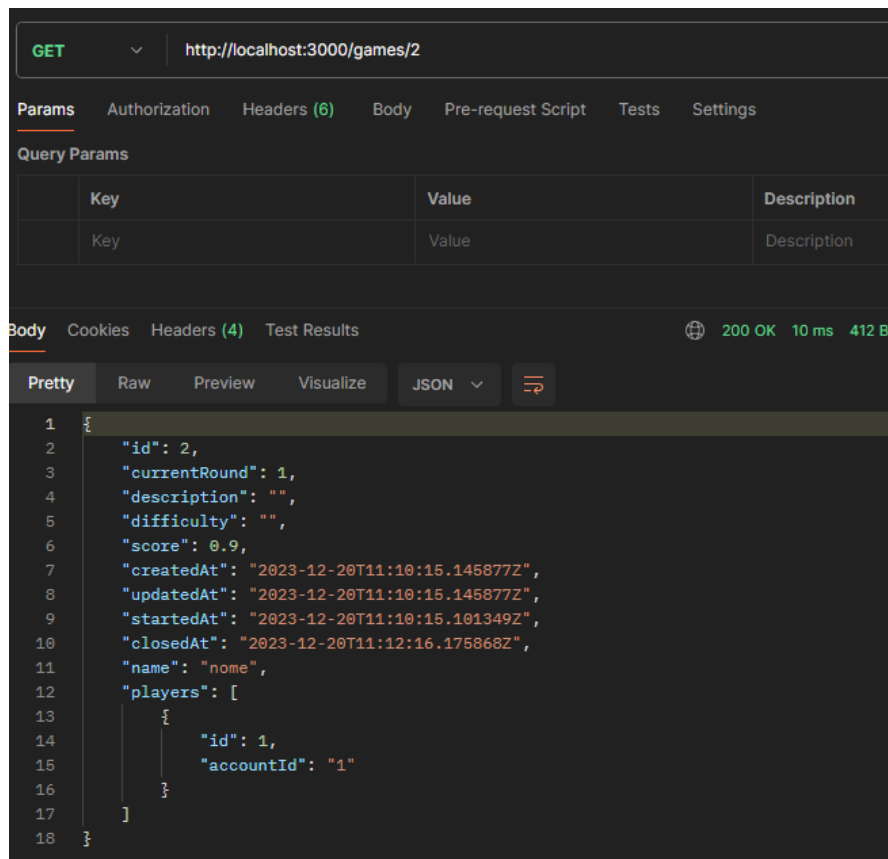 GET http://localhost:3000/games/2
Params Authorization Headers (6) Body Pre-request Script Tests Settings
Query Params
Key Value Description
Key Value Description
Body Cookies Headers (4) Test Results 200 OK 10 ms 412 B
Pretty Raw Preview Visualize JSON
1 {
2 "id": 2,
3 "currentRound": 1,
4 "description": "",
5 "difficulty": "",
6 "score": 0.9,
7 "createdAt": "2023-12-20T11:10:15.145877Z",
8 "updatedAt": "2023-12-20T11:10:15.145877Z",
9 "startedAt": "2023-12-20T11:10:15.101349Z",
10 "closedAt": "2023-12-20T11:12:16.175868Z",
11 "name": "nome",
12 "players": [
13 {
14 "id": 1,
15 "accountId": "1"
16 }
17 ]
18 }